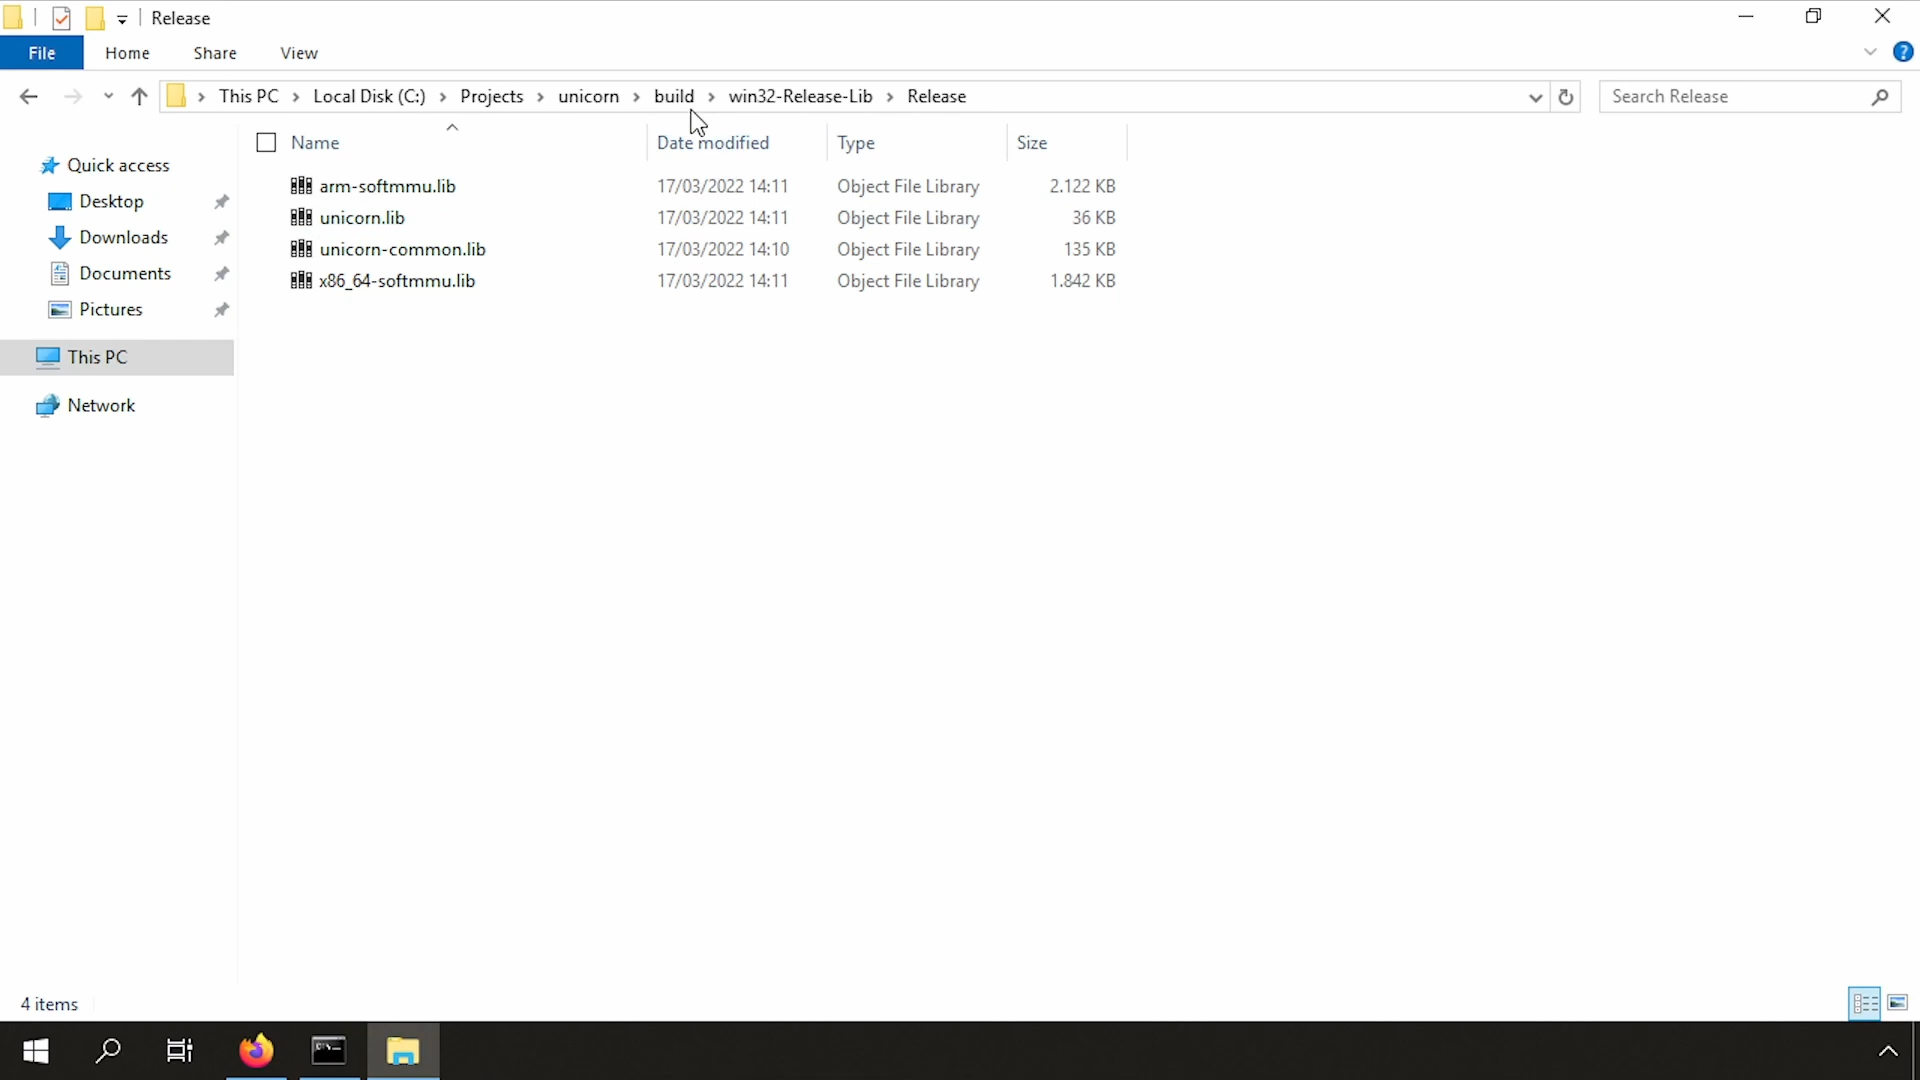 Release
File Home Share View
This PC Local Disk (C:) Projects unicorn build win32-Release-Lib Release
Search Release
Name Date modified Type Size
Quick access
Desktop
Downloads
Documents
Pictures
This PC
Network
arm-softmmu.lib 17/03/2022 14:11 Object File Library 2.122 KB
unicorn.lib 17/03/2022 14:11 Object File Library 36 KB
unicorn-common.lib 17/03/2022 14:10 Object File Library 135 KB
x86_64-softmmu.lib 17/03/2022 14:11 Object File Library 1.842 KB
4 items